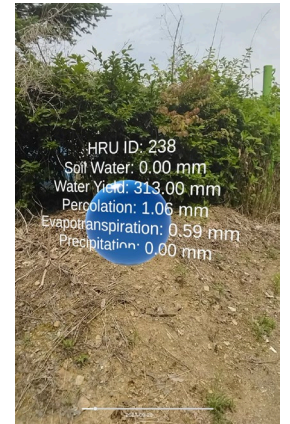 HRU ID: 238
Soil Water: 0.00 mm
Water Yield: 313.00 mm
Percolation: 1.06 mm
Evapotranspiration: 0.59 mm
Precipitation: 0.00 mm